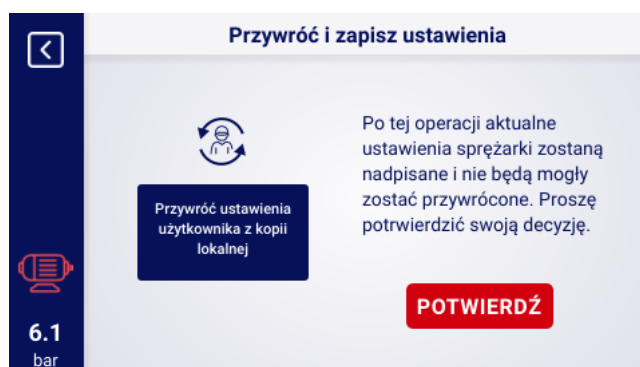 Przywróć i zapisz ustawienia
Po tej operacji aktualne
ustawienia sprężarki zostaną
nadpisane i nie będą mogły
zostać przywrócone. Proszę
potrwierdzić swoją decyzję.
Przywróć ustawienia
użytkownika z kopii
lokalnej
POTWIERDŹ
6.1
bar